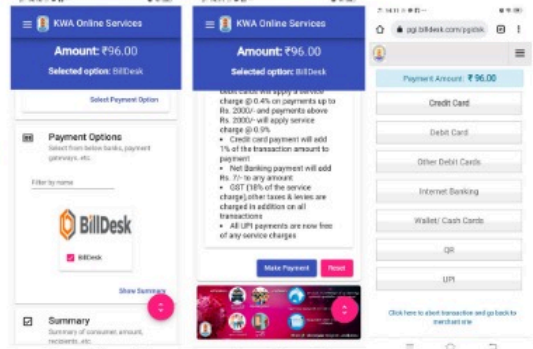 KWA Online Services
Amount: ₹96.00
Selected option: BillDesk
Select Payment Option
Payment Options
Select from below banks, payment
gateways, etc.
Filter by name
BillDesk
BillDesk
Show Summary
Summary
Summary of consumer amount,
recipients, etc.
KWA Online Services
Amount: ₹96.00
Selected option: BillDesk
debit cards will apply a service
charge @ 0.4% on payments up to
Rs. 2000/- and payments above
Rs. 2000/- will apply service
charge @ 0.9%
• Credit card payment will add
1% of the transaction amount to
payment
• Net Banking payment will add
Rs. 7/- to any amount
• GST (18% of the service
charge),other taxes & levies are
charged in addition on all
transactions
• All UPI payments are now free
of any service charges
Make Payment Reset
pgi.billdesk.com/pgidsk
Payment Amount: ₹ 96.00
Credit Card
Debit Card
Other Debit Cards
Internet Banking
Wallet/ Cash Cards
QR
UPI
Click here to abort transaction and go back to
merchant site